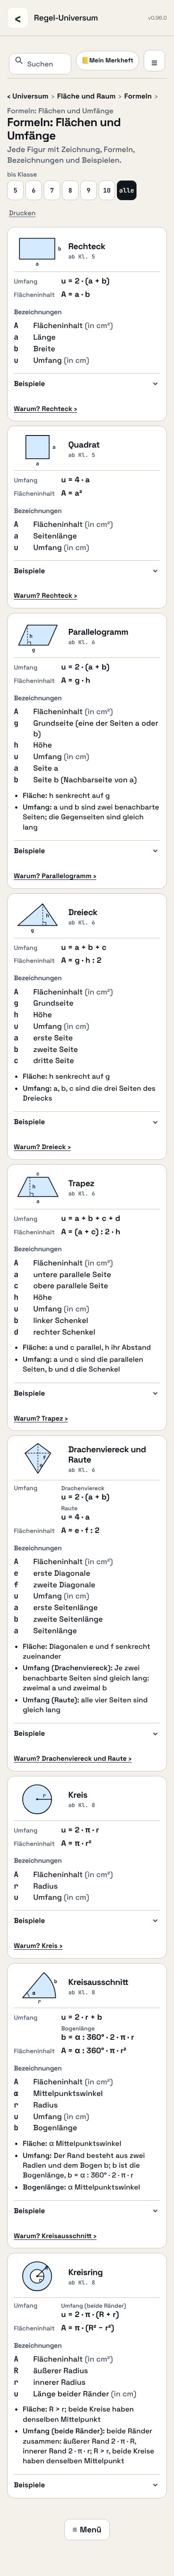 <
Regel-Universum
v0.96.0
Suchen
Mein Merkheft
≡
< Universum > Fläche und Raum > Formeln >
Formeln: Flächen und Umfänge
Formeln: Flächen und
Umfänge
Jede Figur mit Zeichnung, Formeln,
Bezeichnungen und Beispielen.
bis Klasse
5 6 7 8 9 10 alle
Drucken
b
a
Rechteck
ab Kl. 5
Umfang u = 2 · (a + b)
Flächeninhalt A = a · b
Bezeichnungen
A Flächeninhalt (in cm²)
a Länge
b Breite
u Umfang (in cm)
Beispiele
Warum? Rechteck >
a
a
Quadrat
ab Kl. 5
Umfang u = 4 · a
Flächeninhalt A = a²
Bezeichnungen
A Flächeninhalt (in cm²)
a Seitenlänge
u Umfang (in cm)
Beispiele
Warum? Rechteck >
h
g
Parallelogramm
ab Kl. 6
Umfang u = 2 · (a + b)
Flächeninhalt A = g · h
Bezeichnungen
A Flächeninhalt (in cm²)
g Grundseite (eine der Seiten a oder
b)
h Höhe
u Umfang (in cm)
a Seite a
b Seite b (Nachbarseite von a)
• Fläche: h senkrecht auf g
• Umfang: a und b sind zwei benachbarte
Seiten; die Gegenseiten sind gleich
lang
Beispiele
Warum? Parallelogramm >
h
g
Dreieck
ab Kl. 6
Umfang u = a + b + c
Flächeninhalt A = g · h : 2
Bezeichnungen
A Flächeninhalt (in cm²)
g Grundseite
h Höhe
u Umfang (in cm)
a erste Seite
b zweite Seite
c dritte Seite
• Fläche: h senkrecht auf g
• Umfang: a, b, c sind die drei Seiten des
Dreiecks
Beispiele
Warum? Dreieck >
c
h
a
Trapez
ab Kl. 6
Umfang u = a + b + c + d
Flächeninhalt A = (a + c) : 2 · h
Bezeichnungen
A Flächeninhalt (in cm²)
a untere parallele Seite
c obere parallele Seite
h Höhe
u Umfang (in cm)
b linker Schenkel
d rechter Schenkel
• Fläche: a und c parallel, h ihr Abstand
• Umfang: a und c sind die parallelen
Seiten, b und d die Schenkel
Beispiele
Warum? Trapez >
f
e
Drachenviereck und
Raute
ab Kl. 6
Umfang Drachenviereck
u = 2 · (a + b)
Raute
u = 4 · a
Flächeninhalt A = e · f : 2
Bezeichnungen
A Flächeninhalt (in cm²)
e erste Diagonale
f zweite Diagonale
u Umfang (in cm)
a erste Seitenlänge
b zweite Seitenlänge
a Seitenlänge
• Fläche: Diagonalen e und f senkrecht
zueinander
• Umfang (Drachenviereck): Je zwei
benachbarte Seiten sind gleich lang:
zweimal a und zweimal b
• Umfang (Raute): alle vier Seiten sind
gleich lang
Beispiele
Warum? Drachenviereck und Raute >
r
Kreis
ab Kl. 8
Umfang u = 2 · π · r
Flächeninhalt A = π · r²
Bezeichnungen
A Flächeninhalt (in cm²)
r Radius
u Umfang (in cm)
Beispiele
Warum? Kreis >
b
α
r
Kreisausschnitt
ab Kl. 8
Umfang u = 2 · r + b
Bogenlänge
b = α : 360° · 2 · π · r
Flächeninhalt A = α : 360° · π · r²
Bezeichnungen
A Flächeninhalt (in cm²)
α Mittelpunktswinkel
r Radius
u Umfang (in cm)
b Bogenlänge
• Fläche: α Mittelpunktswinkel
• Umfang: Der Rand besteht aus zwei
Radien und dem Bogen b; b ist die
Bogenlänge, b = α : 360° · 2 · π · r
• Bogenlänge: α Mittelpunktswinkel
Beispiele
Warum? Kreisausschnitt >
R
r
Kreisring
ab Kl. 8
Umfang Umfang (beide Ränder)
u = 2 · π · (R + r)
Flächeninhalt A = π · (R² − r²)
Bezeichnungen
A Flächeninhalt (in cm²)
R äußerer Radius
r innerer Radius
u Länge beider Ränder (in cm)
• Fläche: R > r; beide Kreise haben
denselben Mittelpunkt
• Umfang (beide Ränder): beide Ränder
zusammen: äußerer Rand 2 · π · R,
innerer Rand 2 · π · r; R > r, beide Kreise
haben denselben Mittelpunkt
Beispiele
≡ Menü